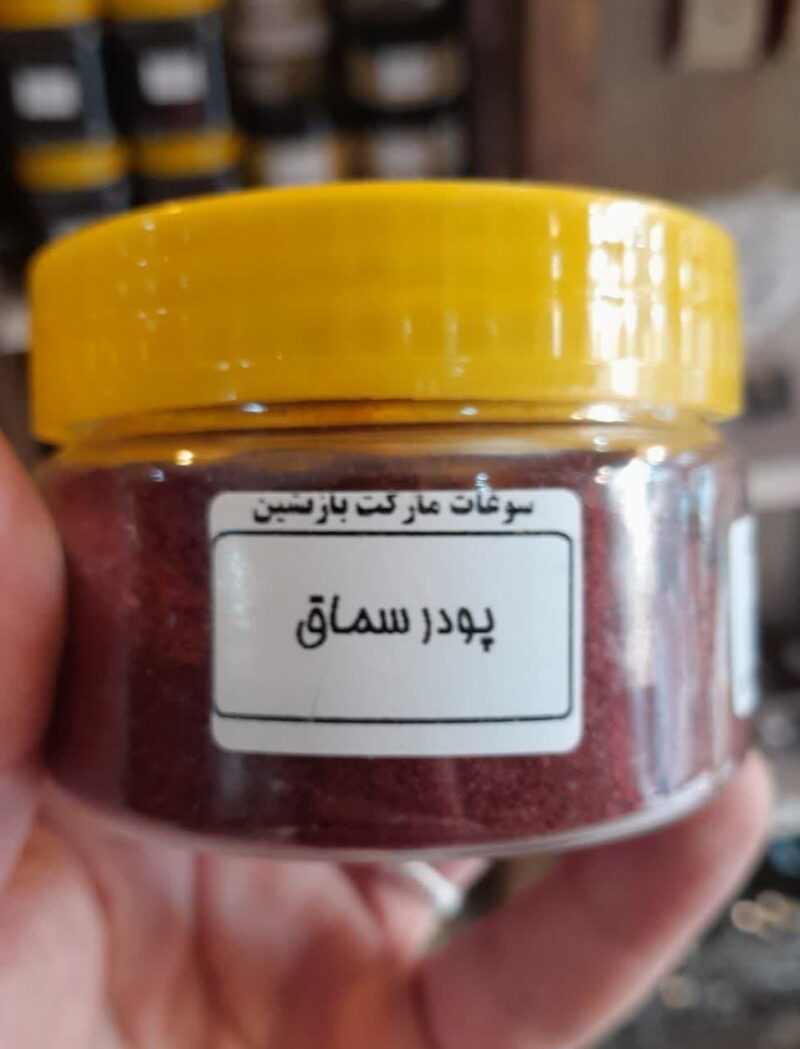 سوغات مارکت بازنشین
پودر سماق